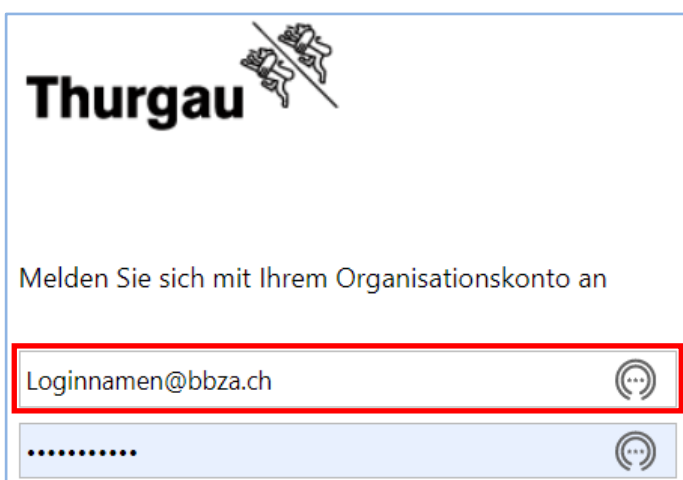 Thurgau
Melden Sie sich mit Ihrem Organisationskonto an
Loginnamen@bbza.ch
•••••••••••